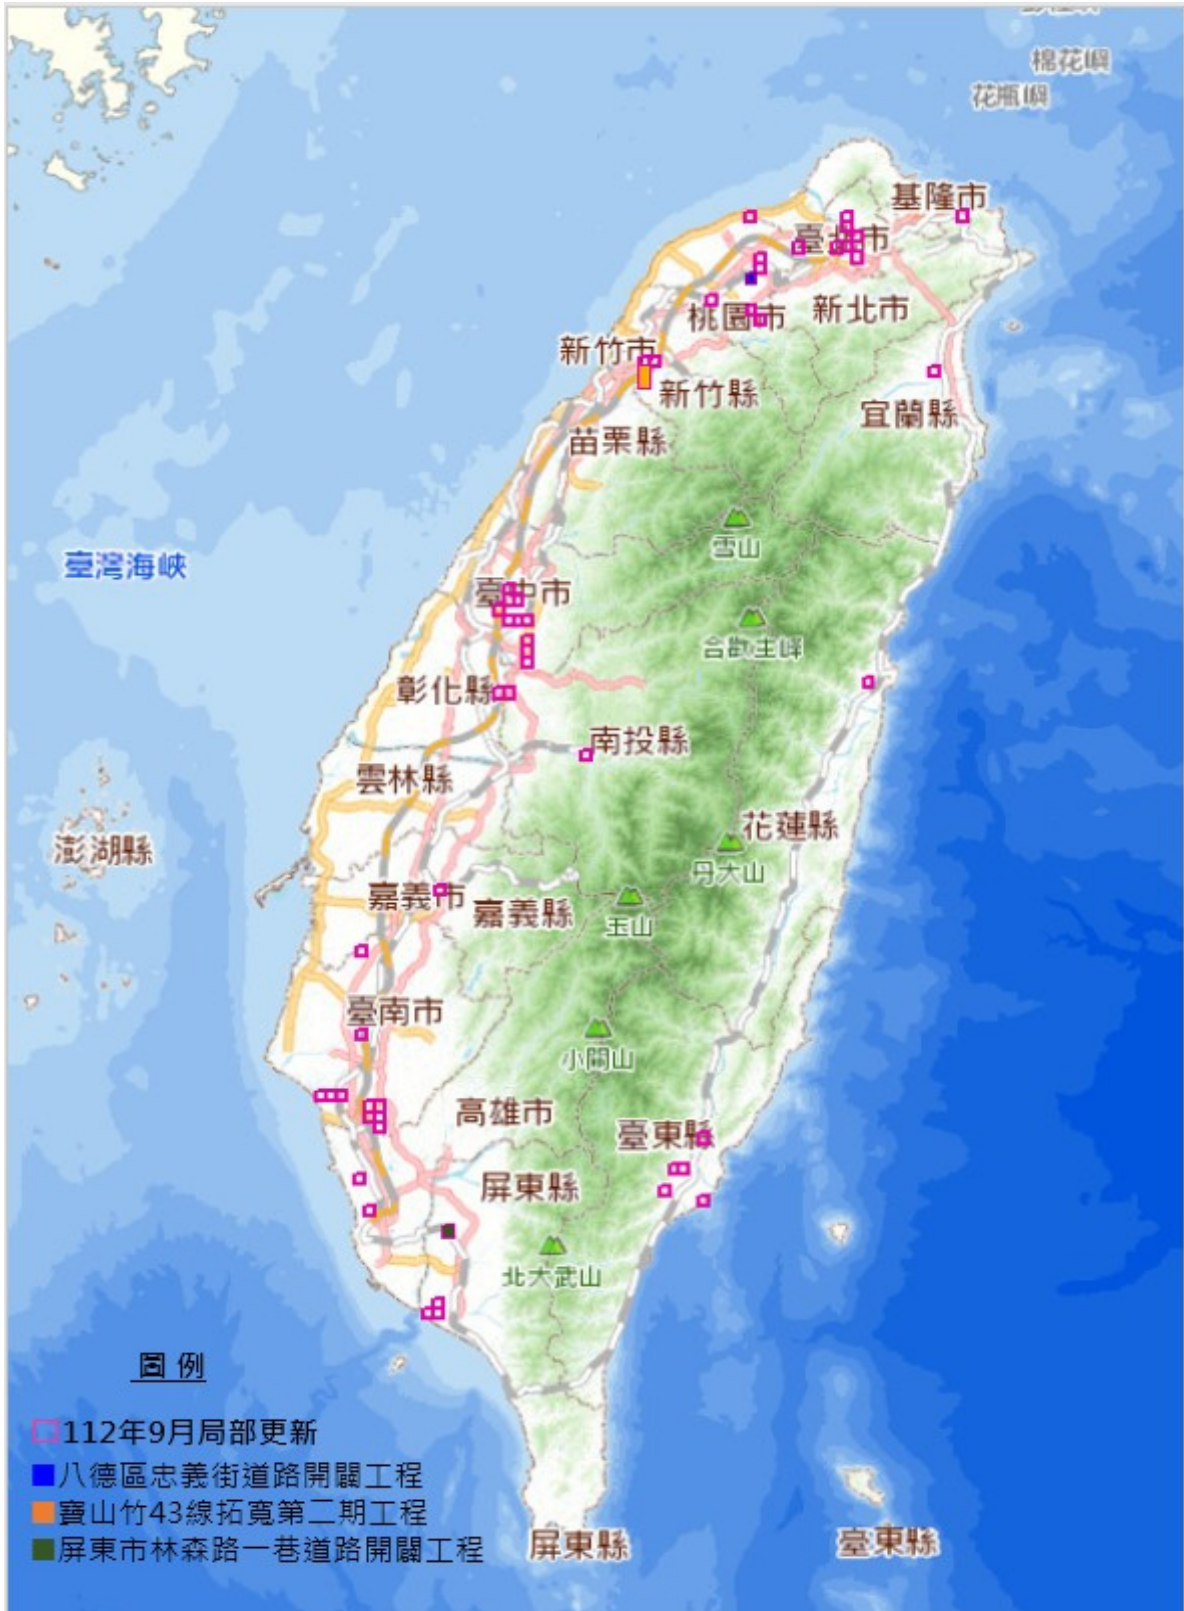 棉花嶼
花瓶嶼
基隆市
臺北市
新北市
桃園市
新竹市
新竹縣
宜蘭縣
苗栗縣
雪山
臺灣海峽
臺中市
合歡主峰
彰化縣
南投縣
雲林縣
花蓮縣
澎湖縣
丹大山
嘉義市
嘉義縣
玉山
臺南市
小關山
高雄市
臺東縣
屏東縣
北大武山
圖例
112年9月局部更新
八德區忠義街道路開闢工程
寶山竹43線拓寬第二期工程
屏東市林森路一巷道路開闢工程
屏東縣
臺東縣